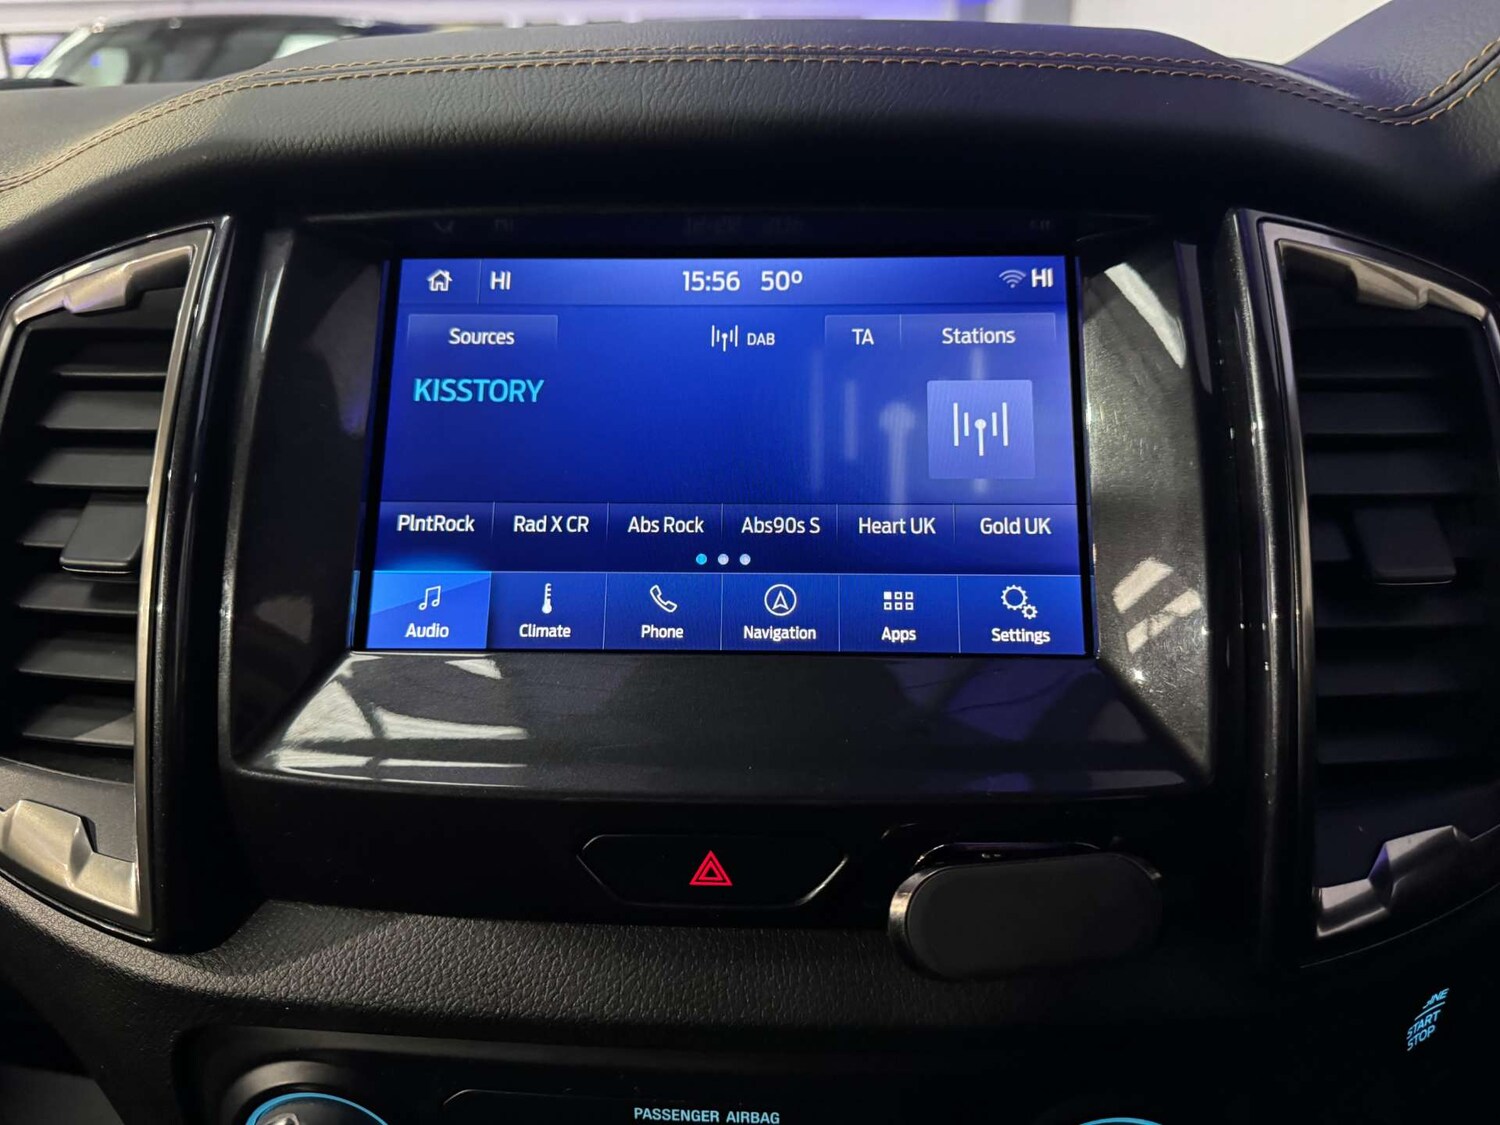 HI 15:56 50° HI
Sources DAB TA Stations
KISSTORY
PlntRock Rad X CR Abs Rock Abs90s S Heart UK Gold UK
Audio Climate Phone Navigation Apps Settings
START
STOP
PASSENGER AIRBAG